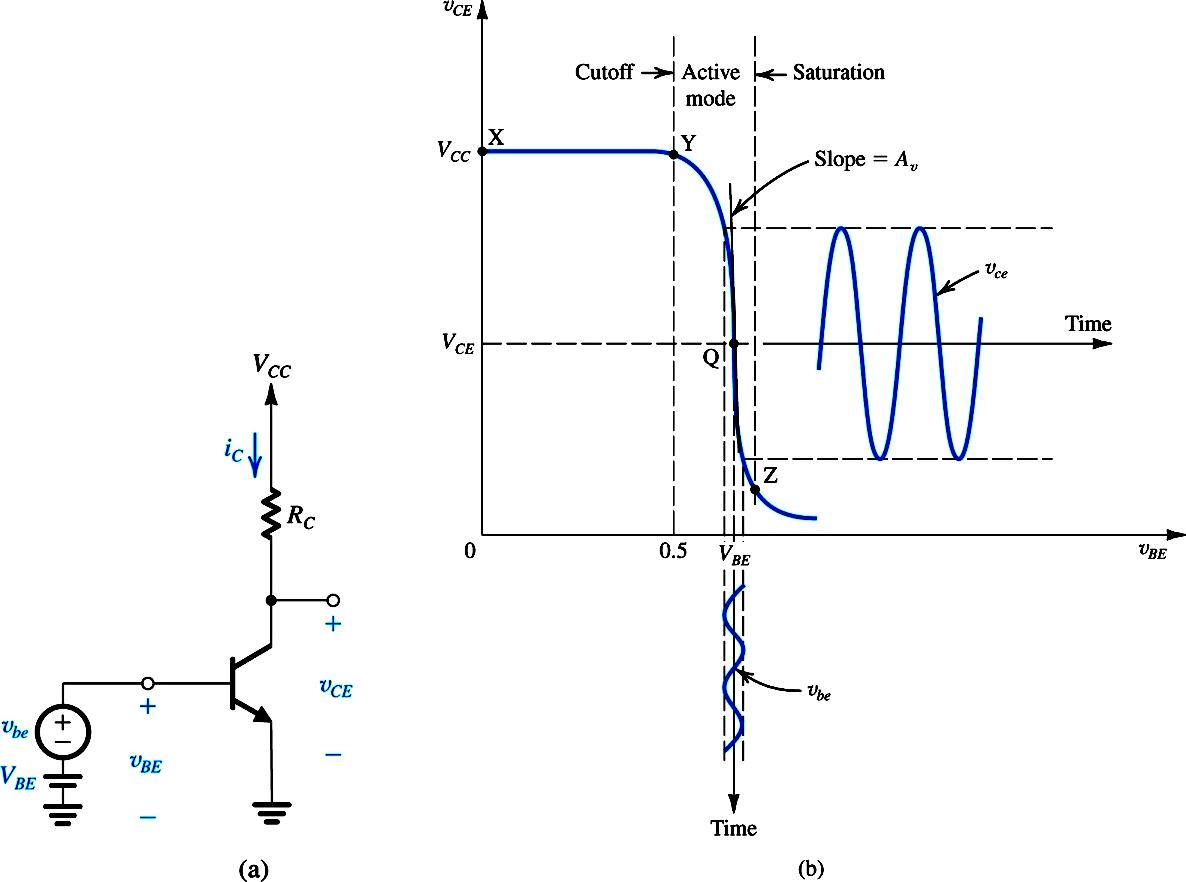 v_CE
Cutoff
Active
mode
Saturation
X
Y
V_CC
Slope = A_v
v_ce
Time
V_CE
Q
Z
0
0.5
V_BE
v_BE
v_be
Time
(b)
V_CC
i_C
R_C
+
v_CE
−
+
v_BE
−
v_be
+
−
V_BE
(a)